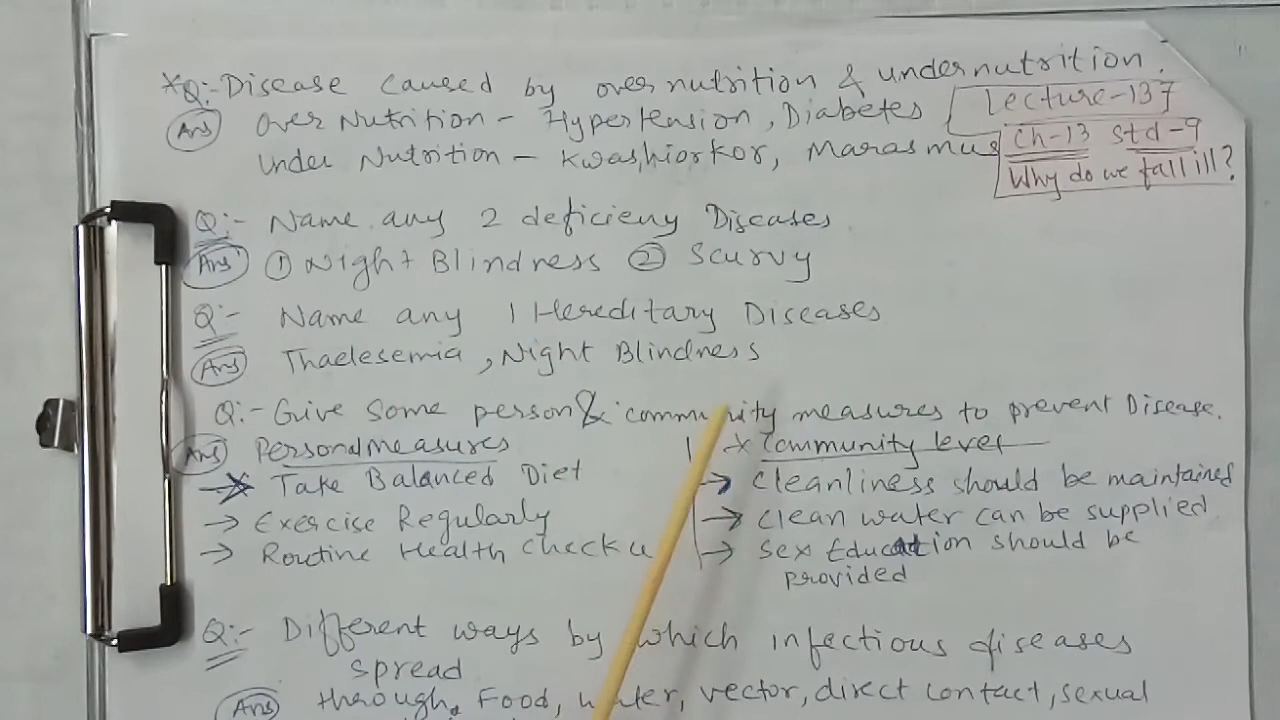 *Q:- Disease caused by over nutrition & undernutrition.
Ans Over Nutrition - Hypertension, Diabetes
Under Nutrition - Kwashiorkor, Marasmus
Lecture-137
Ch-13 Std-9
Why do we fall ill?
Q:- Name any 2 deficieny Diseases
Ans ① Night Blindness ② Scurvy
Q:- Name any 1 Hereditary Diseases
Ans Thaelesemia, Night Blindness
Q:- Give some person & community measures to prevent Disease.
Ans Personal measures
→ Take Balanced Diet
→ Exercise Regularly
→ Routine Health Checku
* Community level
→ Cleanliness should be maintained
→ Clean water can be supplied
→ Sex Education should be
provided
Q:- Different ways by which infectious diseases
spread
Ans through Food, water, vector, direct contact, sexual